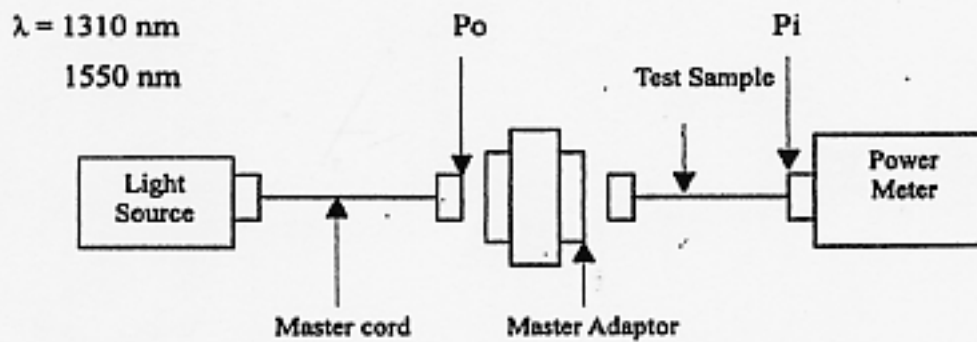 λ = 1310 nm
1550 nm
Po
Pi
Test Sample
Light
Source
Power
Meter
Master cord
Master Adaptor